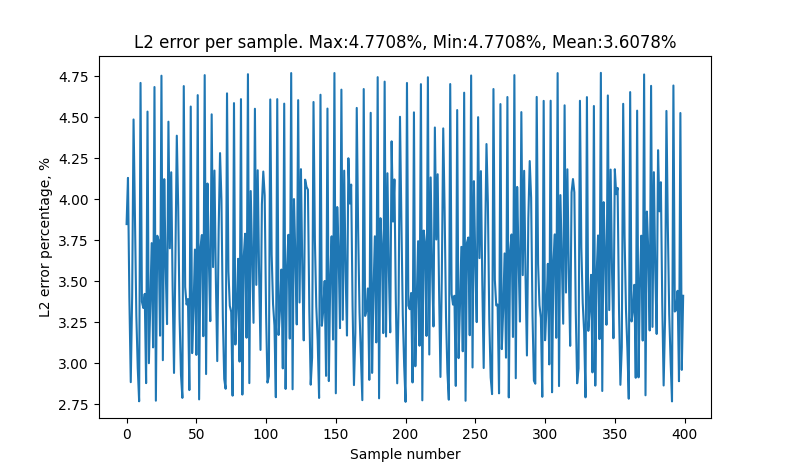 L2 error per sample. Max:4.7708%, Min:4.7708%, Mean:3.6078%
L2 error percentage, %
4.75
4.50
4.25
4.00
3.75
3.50
3.25
3.00
2.75
0 50 100 150 200 250 300 350 400
Sample number